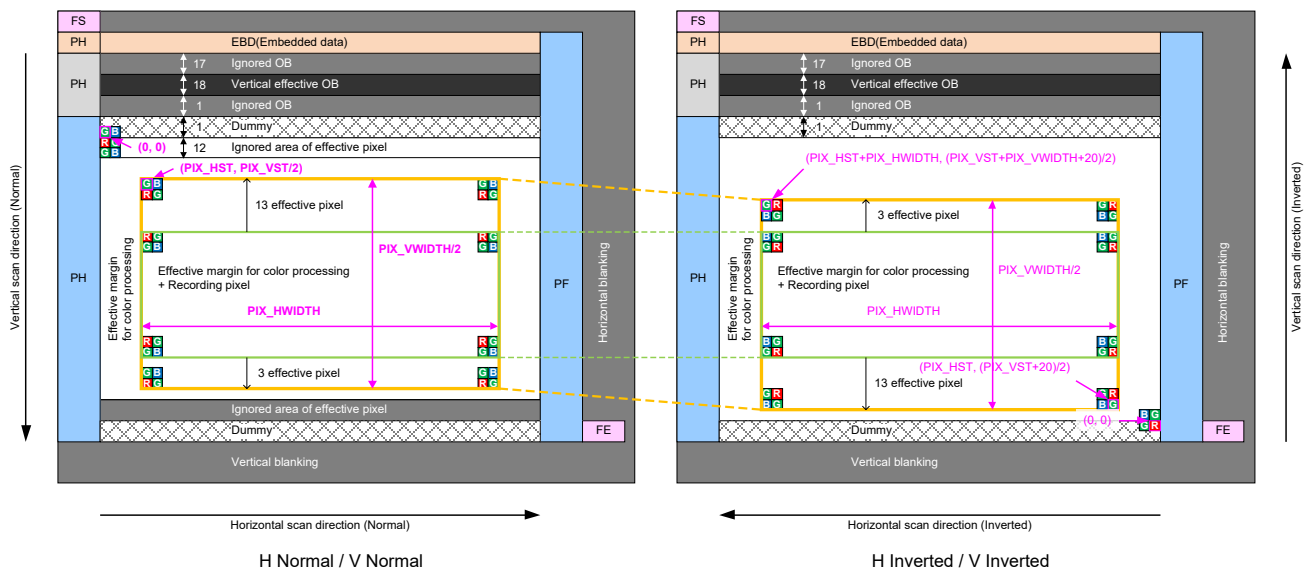 FS
PH
EBD(Embedded data)
PH
17
Ignored OB
18
Vertical effective OB
1
Ignored OB
1
Dummy
12
Ignored area of effective pixel
G B
R G
G B
(0, 0)
(PIX_HST, PIX_VST/2)
G B
R G
G B
R G
13 effective pixel
R G
G B
R G
G B
PIX_VWIDTH/2
PH
Effective margin
for color processing
Effective margin for color processing
+ Recording pixel
PIX_HWIDTH
PF
Horizontal blanking
R G
G B
R G
G B
3 effective pixel
G B
R G
G B
R G
Ignored area of effective pixel
Dummy
FE
Vertical blanking
Vertical scan direction (Normal)
Horizontal scan direction (Normal)
H Normal / V Normal
FS
PH
EBD(Embedded data)
PH
17
Ignored OB
18
Vertical effective OB
1
Ignored OB
1
Dummy
(PIX_HST+PIX_HWIDTH, (PIX_VST+PIX_VWIDTH+20)/2)
G R
B G
G R
B G
3 effective pixel
B G
G R
B G
G R
PH
Effective margin
for color processing
Effective margin for color processing
+ Recording pixel
PIX_VWIDTH/2
PIX_HWIDTH
PF
Horizontal blanking
B G
G R
B G
G R
(PIX_HST, (PIX_VST+20)/2)
13 effective pixel
G R
B G
G R
B G
(0, 0)
B G
G R
Dummy
FE
Vertical blanking
Vertical scan direction (Inverted)
Horizontal scan direction (Inverted)
H Inverted / V Inverted